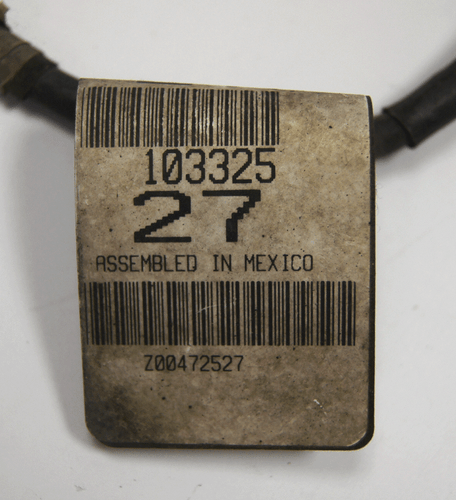 103325
27
ASSEMBLED IN MEXICO
Z00472527